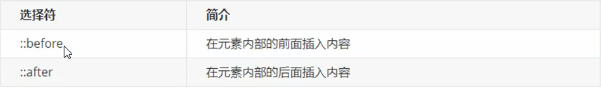 选择符 简介
::before 在元素内部的前面插入内容
::after 在元素内部的后面插入内容